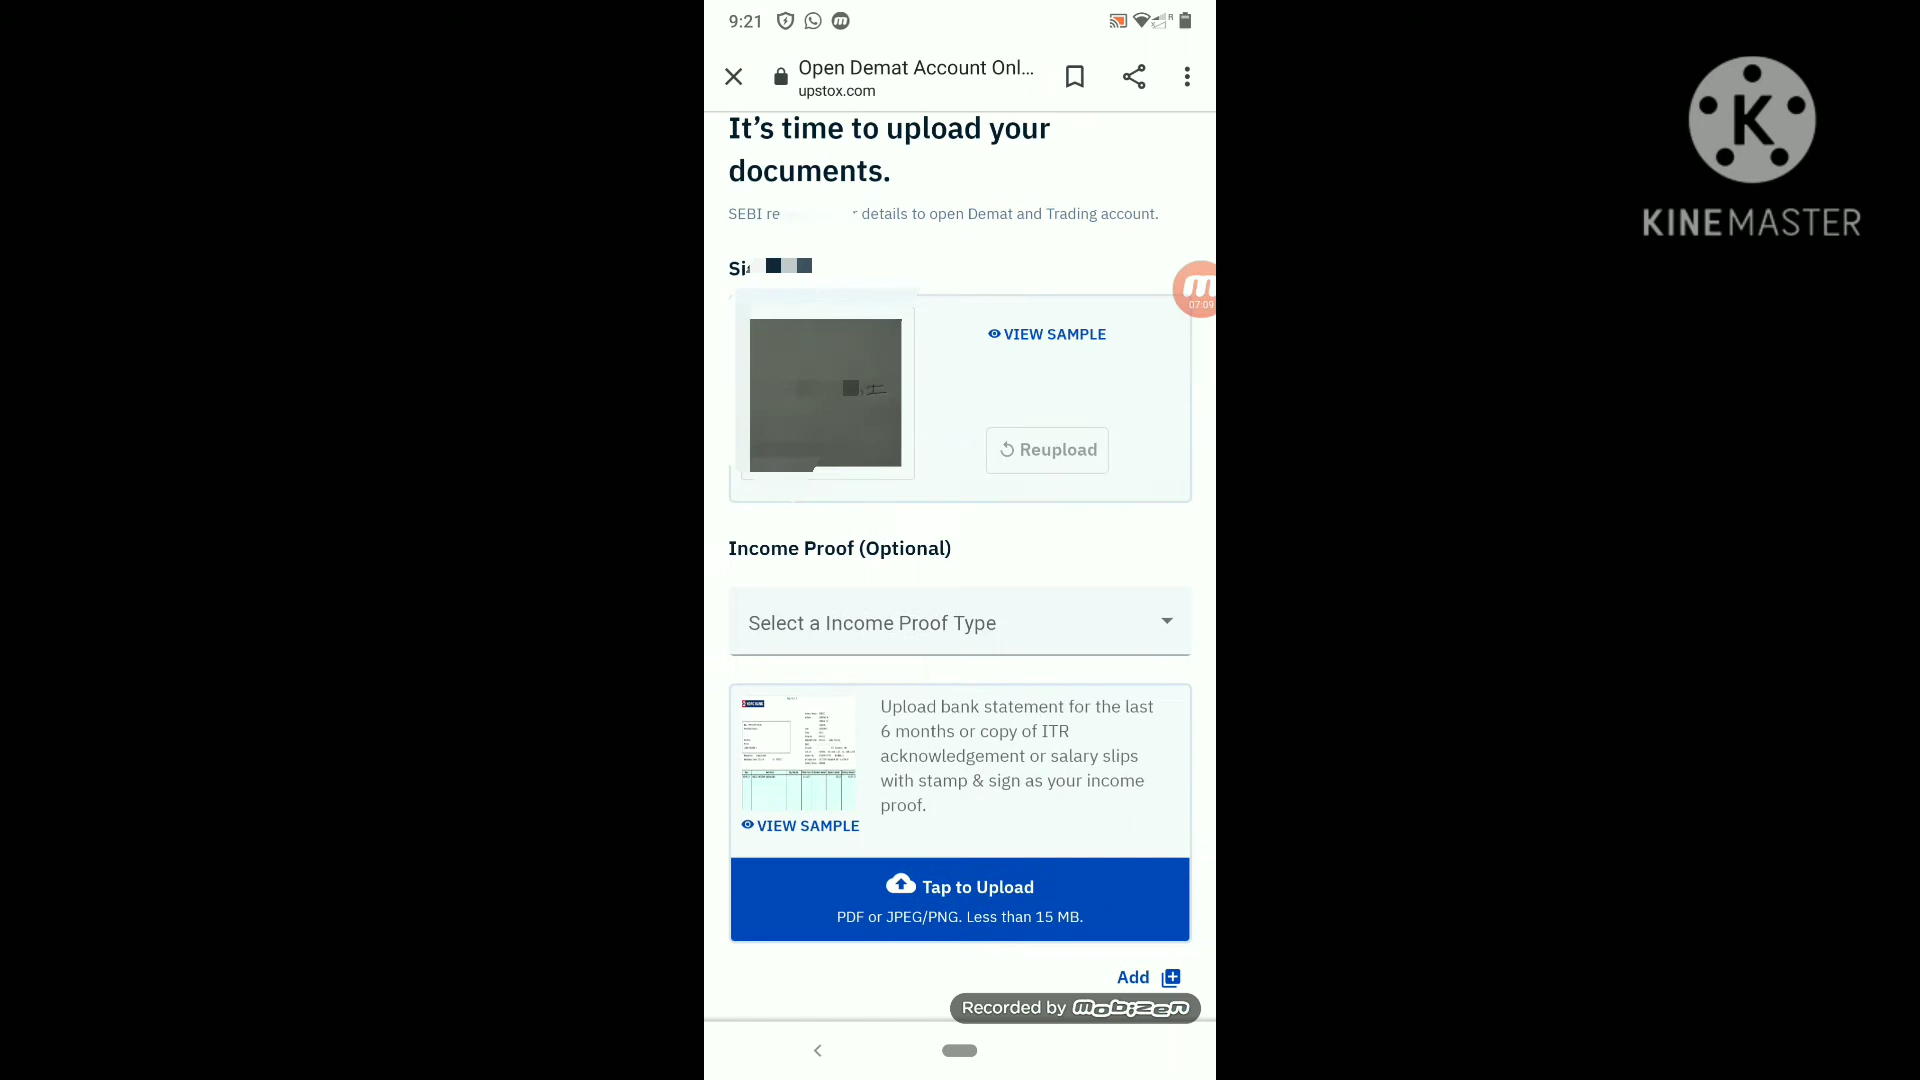 9:21
Open Demat Account Onl...
upstox.com
It's time to upload your
documents.
SEBI re details to open Demat and Trading account.
VIEW SAMPLE
07:09
Reupload
Income Proof (Optional)
Select a Income Proof Type
Upload bank statement for the last
6 months or copy of ITR
acknowledgement or salary slips
with stamp & sign as your income
proof.
VIEW SAMPLE
Tap to Upload
PDF or JPEG/PNG. Less than 15 MB.
Add
Recorded by mobizen
K
KINEMASTER